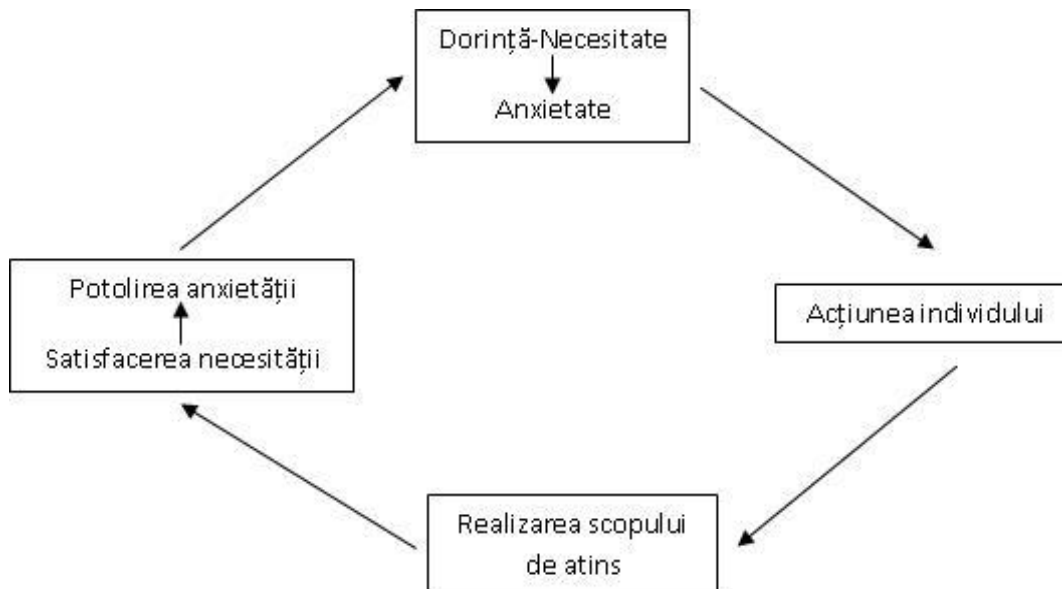 Dorință-Necesitate
Anxietate
Acțiunea individului
Realizarea scopului
de atins
Potolirea anxietății
Satisfacerea necesității